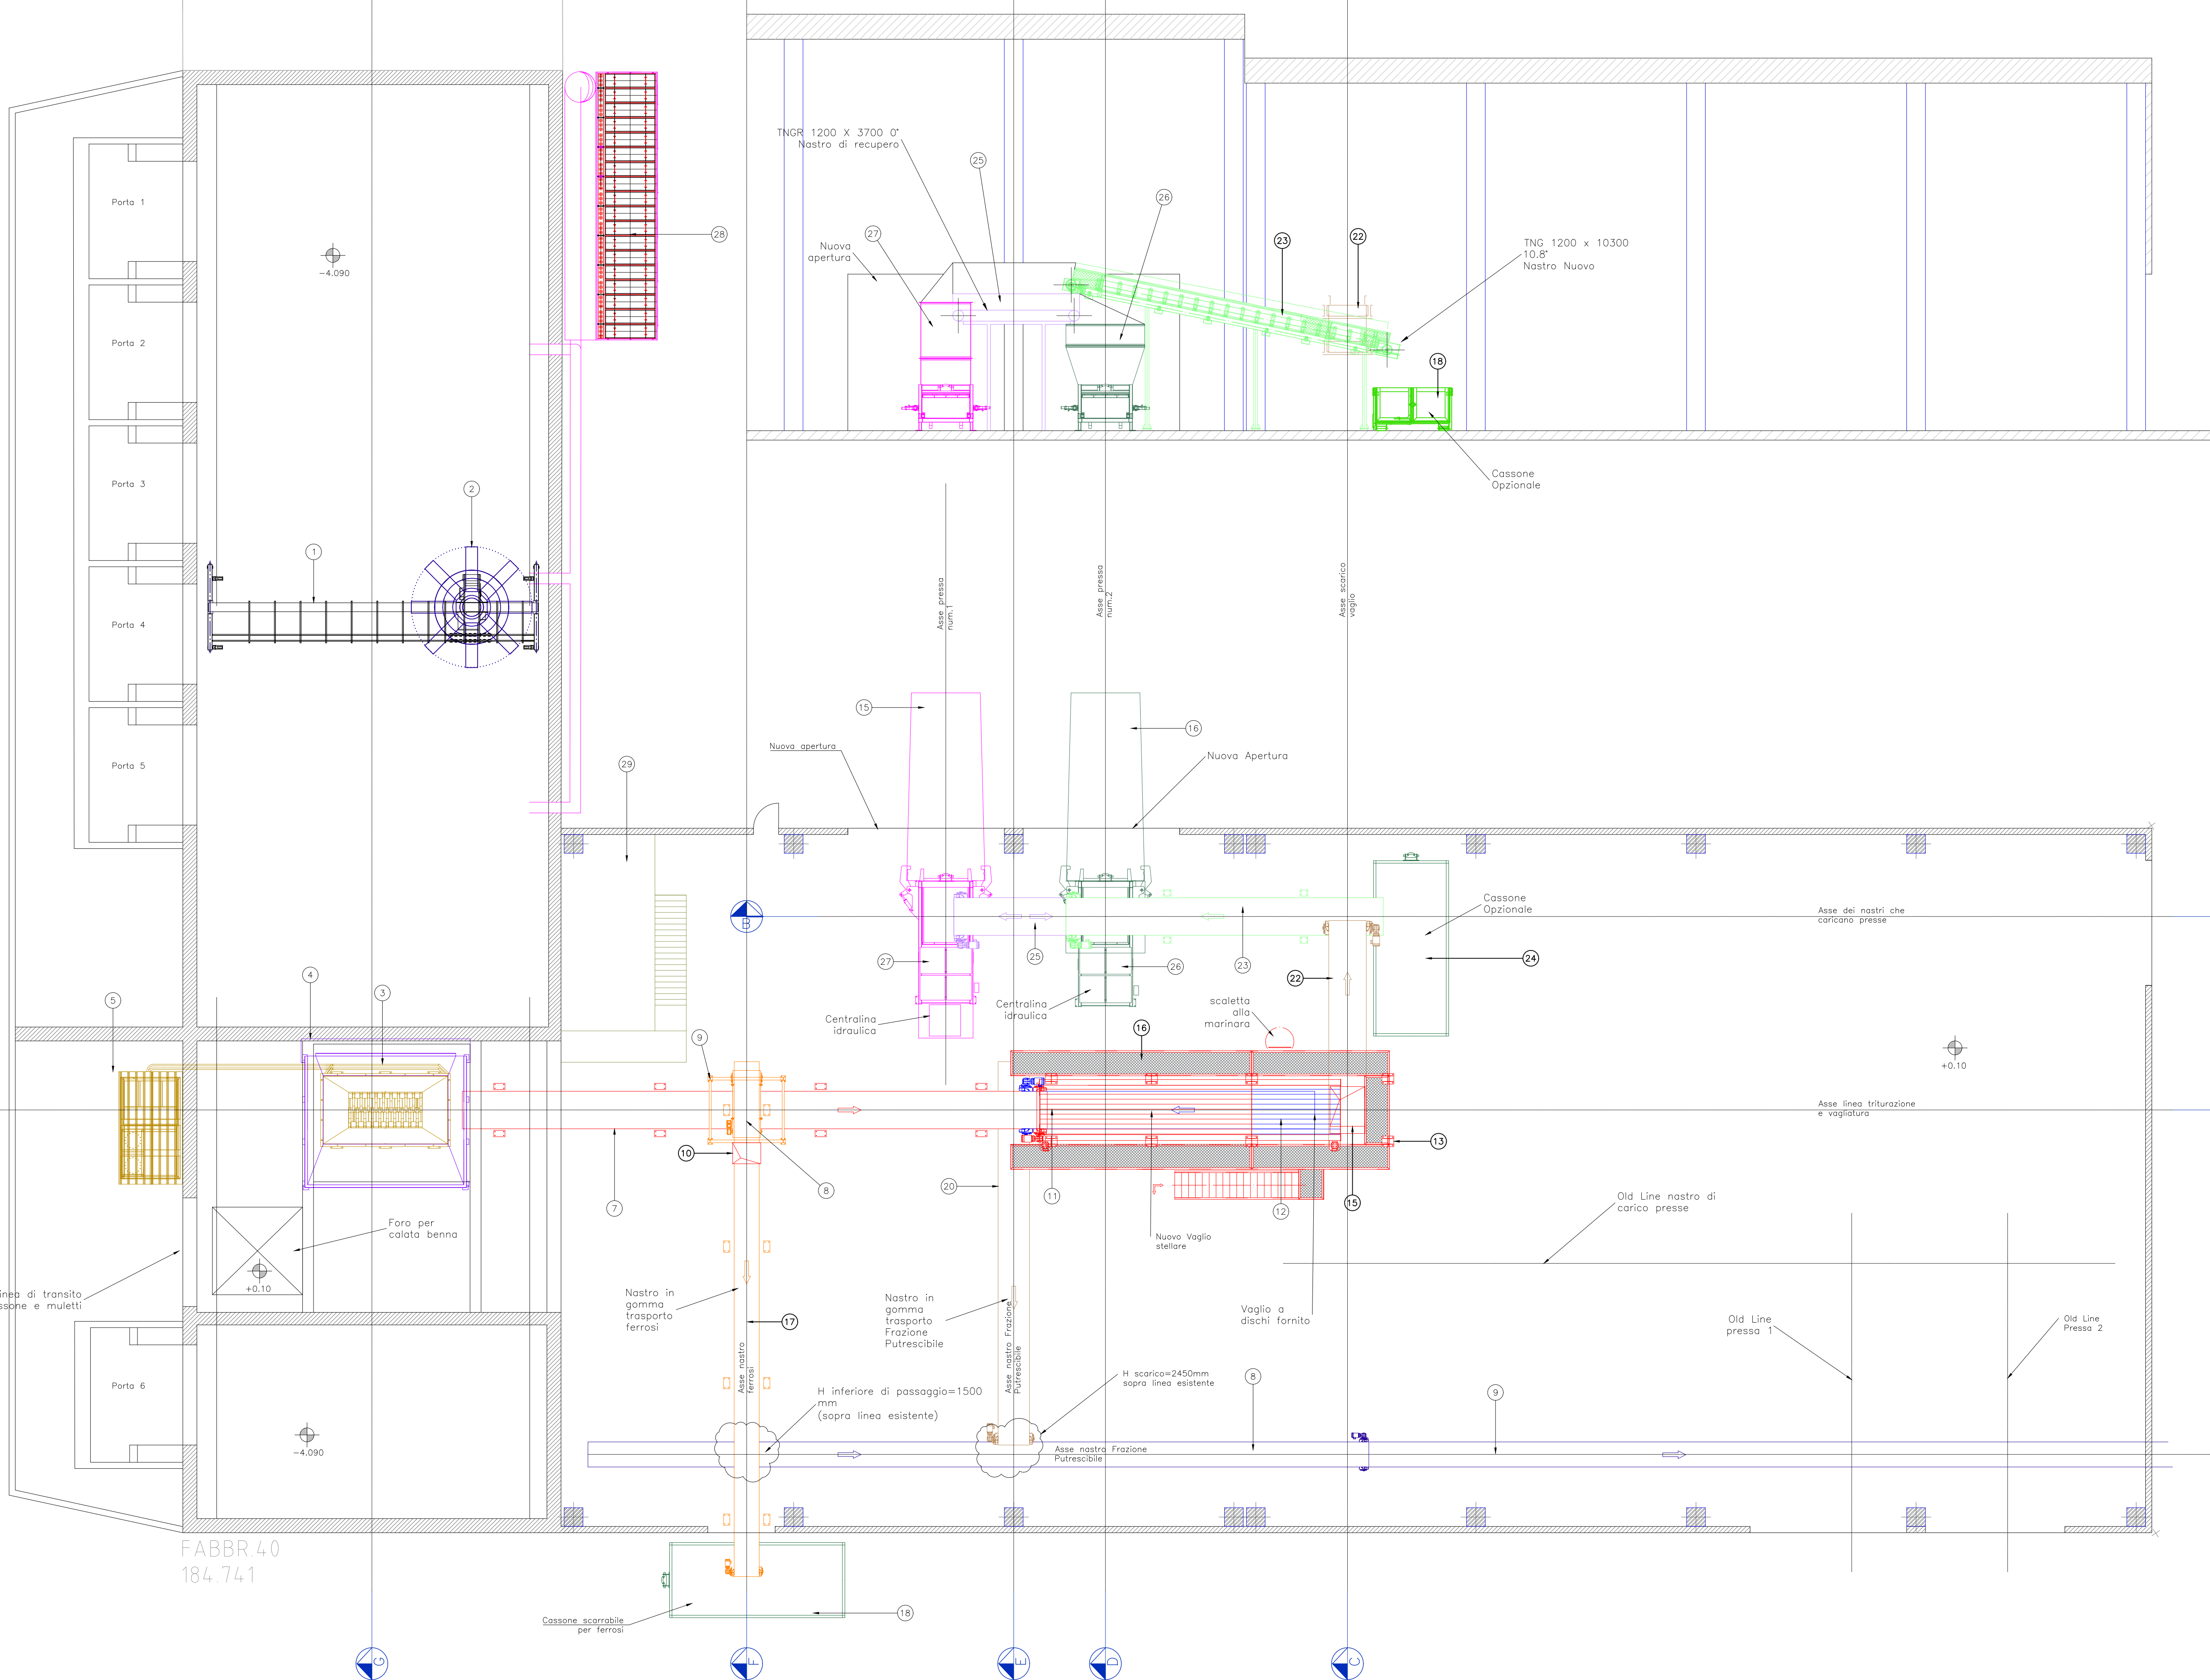 TNGR 1200 X 3700 0°
Nastro di recupero
25
26
27
Nuova
apertura
23
22
TNG 1200 x 10300
10.8°
Nastro Nuovo
18
Cassone
Opzionale
28
Porta 1
-4.090
Porta 2
Porta 3
2
1
Porta 4
Porta 5
Asse pressa
num.1
Asse pressa
num.2
Asse scarico
vaglio
15
16
Nuova apertura
Nuova Apertura
29
B
Cassone
Opzionale
Asse dei nastri che
caricano presse
25
23
24
27
26
22
Centralina
idraulica
Centralina
idraulica
scaletta
alla
marinara
16
4
3
5
9
+0.10
Asse linea triturazione
e vagliatura
10
13
7
8
20
11
12
15
Nuovo Vaglio
stellare
Old Line nastro di
carico presse
Foro per
calata benna
+0.10
inea di transito
ssone e muletti
Nastro in
gomma
trasporto
ferrosi
17
Nastro in
gomma
trasporto
Frazione
Putrescibile
Vaglio a
dischi fornito
Old Line
pressa 1
Old Line
Pressa 2
Asse nastro
ferrosi
Asse nastro Frazione
Putrescibile
Porta 6
-4.090
H inferiore di passaggio=1500
mm
(sopra linea esistente)
H scarico=2450mm
sopra linea esistente
8
9
Asse nastro Frazione
Putrescibile
FABBR.40
184.741
Cassone scarrabile
per ferrosi
18
G
F
E
D
C